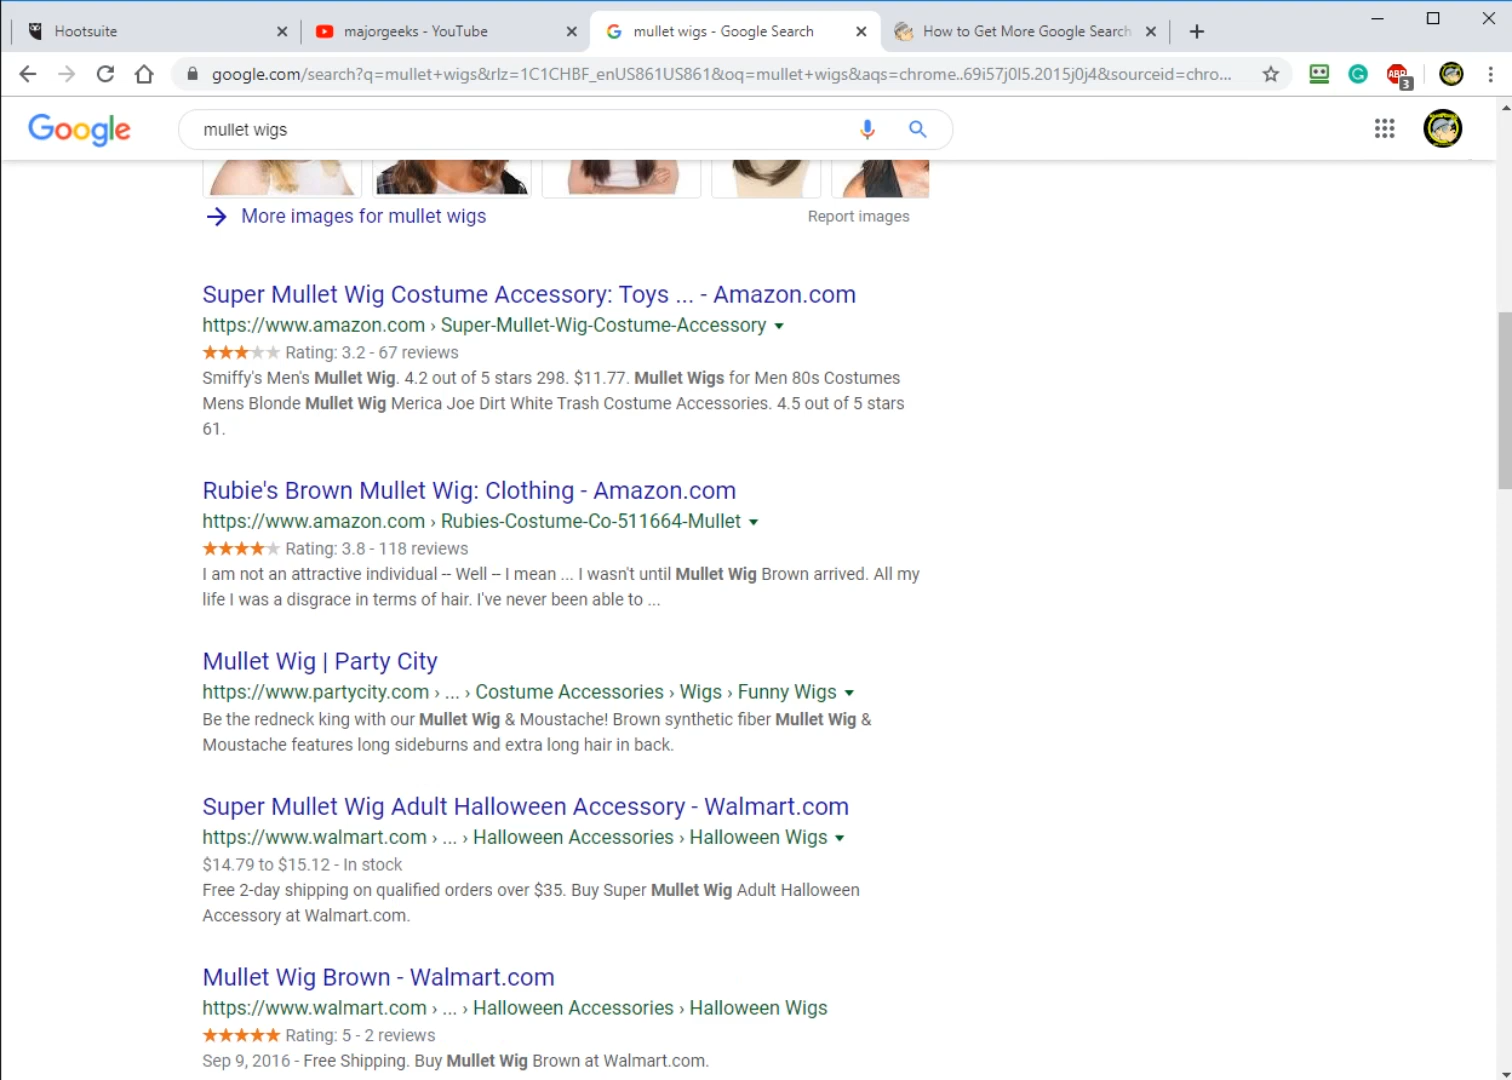 Hootsuite
majorgeeks - YouTube
mullet wigs - Google Search
How to Get More Google Search
google.com/search?q=mullet+wigs&rlz=1C1CHBF_enUS861US861&oq=mullet+wigs&aqs=chrome..69i57j0l5.2015j0j4&sourceid=chro...
ABP
3
Google
mullet wigs
More images for mullet wigs
Report images
Super Mullet Wig Costume Accessory: Toys ... - Amazon.com
https://www.amazon.com › Super-Mullet-Wig-Costume-Accessory
Rating: 3.2 - 67 reviews
Smiffy's Men's Mullet Wig. 4.2 out of 5 stars 298. $11.77. Mullet Wigs for Men 80s Costumes
Mens Blonde Mullet Wig Merica Joe Dirt White Trash Costume Accessories. 4.5 out of 5 stars
61.
Rubie's Brown Mullet Wig: Clothing - Amazon.com
https://www.amazon.com › Rubies-Costume-Co-511664-Mullet
Rating: 3.8 - 118 reviews
I am not an attractive individual -- Well -- I mean ... I wasn't until Mullet Wig Brown arrived. All my
life I was a disgrace in terms of hair. I've never been able to ...
Mullet Wig | Party City
https://www.partycity.com › ... › Costume Accessories › Wigs › Funny Wigs
Be the redneck king with our Mullet Wig & Moustache! Brown synthetic fiber Mullet Wig &
Moustache features long sideburns and extra long hair in back.
Super Mullet Wig Adult Halloween Accessory - Walmart.com
https://www.walmart.com › ... › Halloween Accessories › Halloween Wigs
$14.79 to $15.12 - In stock
Free 2-day shipping on qualified orders over $35. Buy Super Mullet Wig Adult Halloween
Accessory at Walmart.com.
Mullet Wig Brown - Walmart.com
https://www.walmart.com › ... › Halloween Accessories › Halloween Wigs
Rating: 5 - 2 reviews
Sep 9, 2016 - Free Shipping. Buy Mullet Wig Brown at Walmart.com.